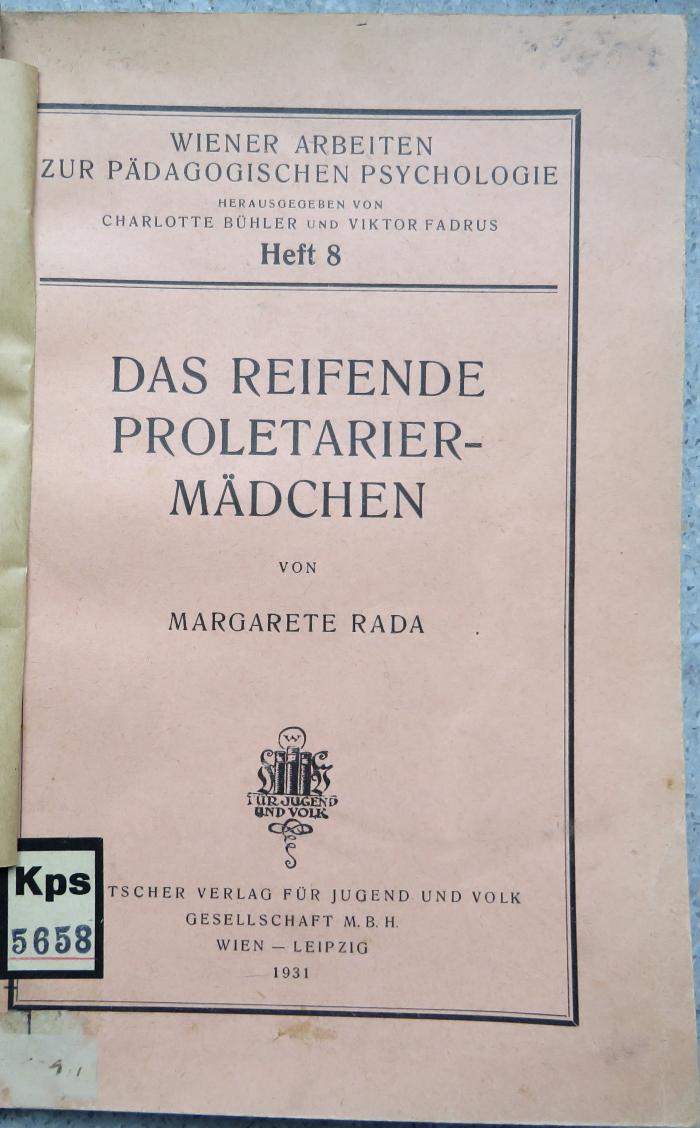 WIENER ARBEITEN
ZUR PÄDAGOGISCHEN PSYCHOLOGIE
HERAUSGEGEBEN VON
CHARLOTTE BÜHLER UND VIKTOR FADRUS
Heft 8
DAS REIFENDE
PROLETARIER-
MÄDCHEN
VON
MARGARETE RADA
W
FÜR JUGEND
UND VOLK
Kps
5658
TSCHER VERLAG FÜR JUGEND UND VOLK
GESELLSCHAFT M. B. H.
WIEN — LEIPZIG
1931